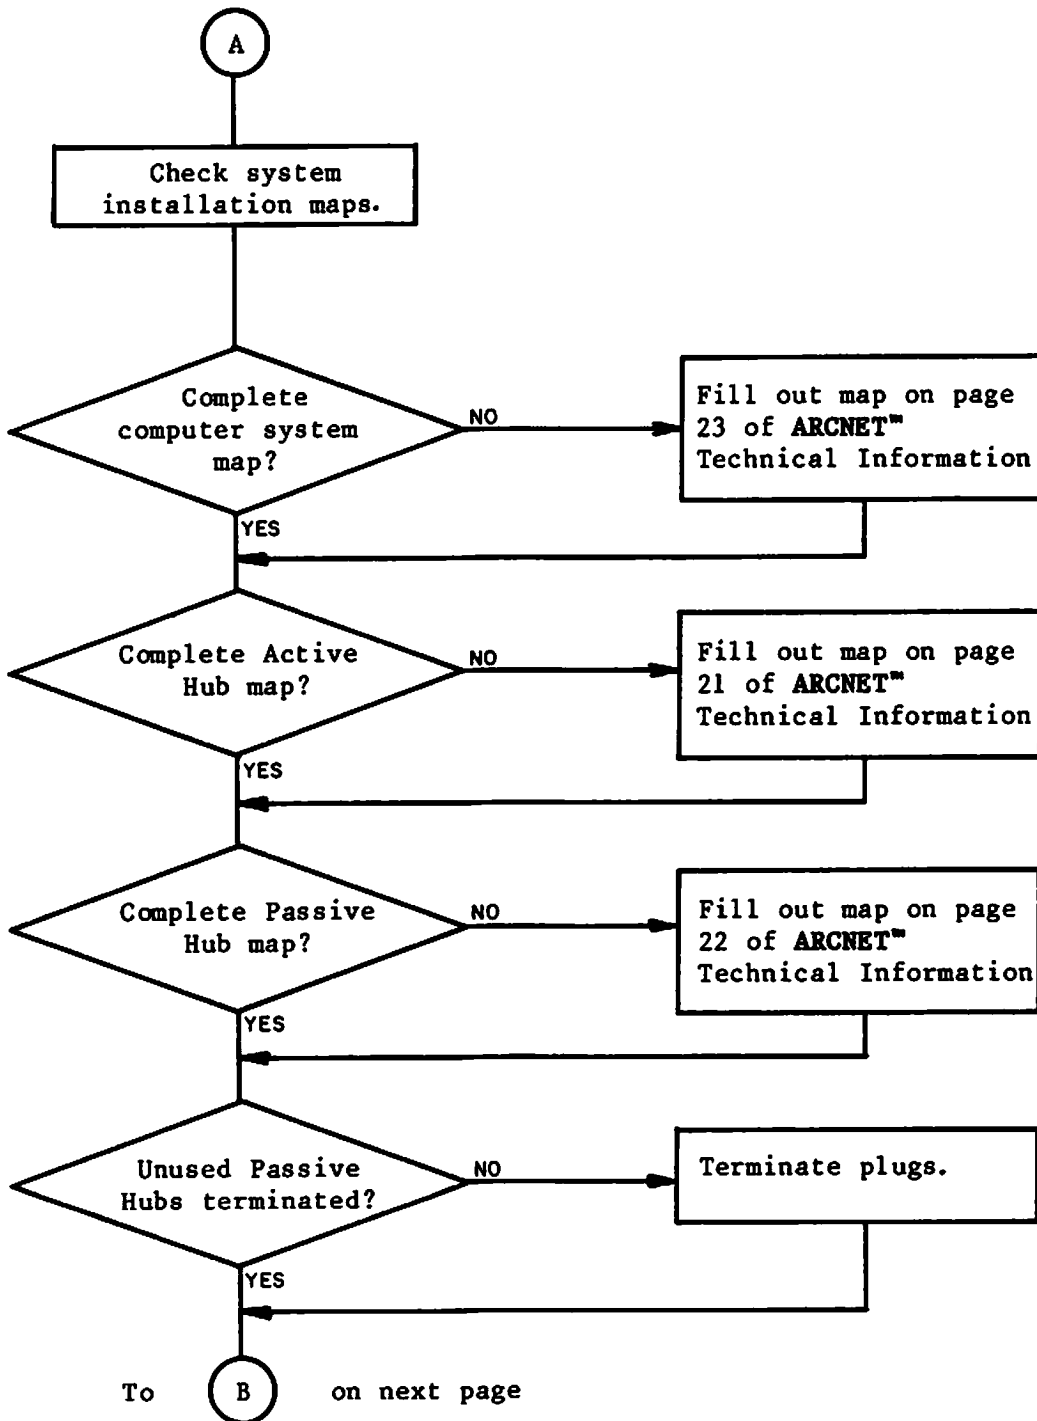 A
Check system
installation maps.
Complete
computer system
map?
NO
Fill out map on page
23 of ARCNET™
Technical Information
YES
Complete Active
Hub map?
NO
Fill out map on page
21 of ARCNET™
Technical Information
YES
Complete Passive
Hub map?
NO
Fill out map on page
22 of ARCNET™
Technical Information
YES
Unused Passive
Hubs terminated?
NO
Terminate plugs.
YES
To B on next page